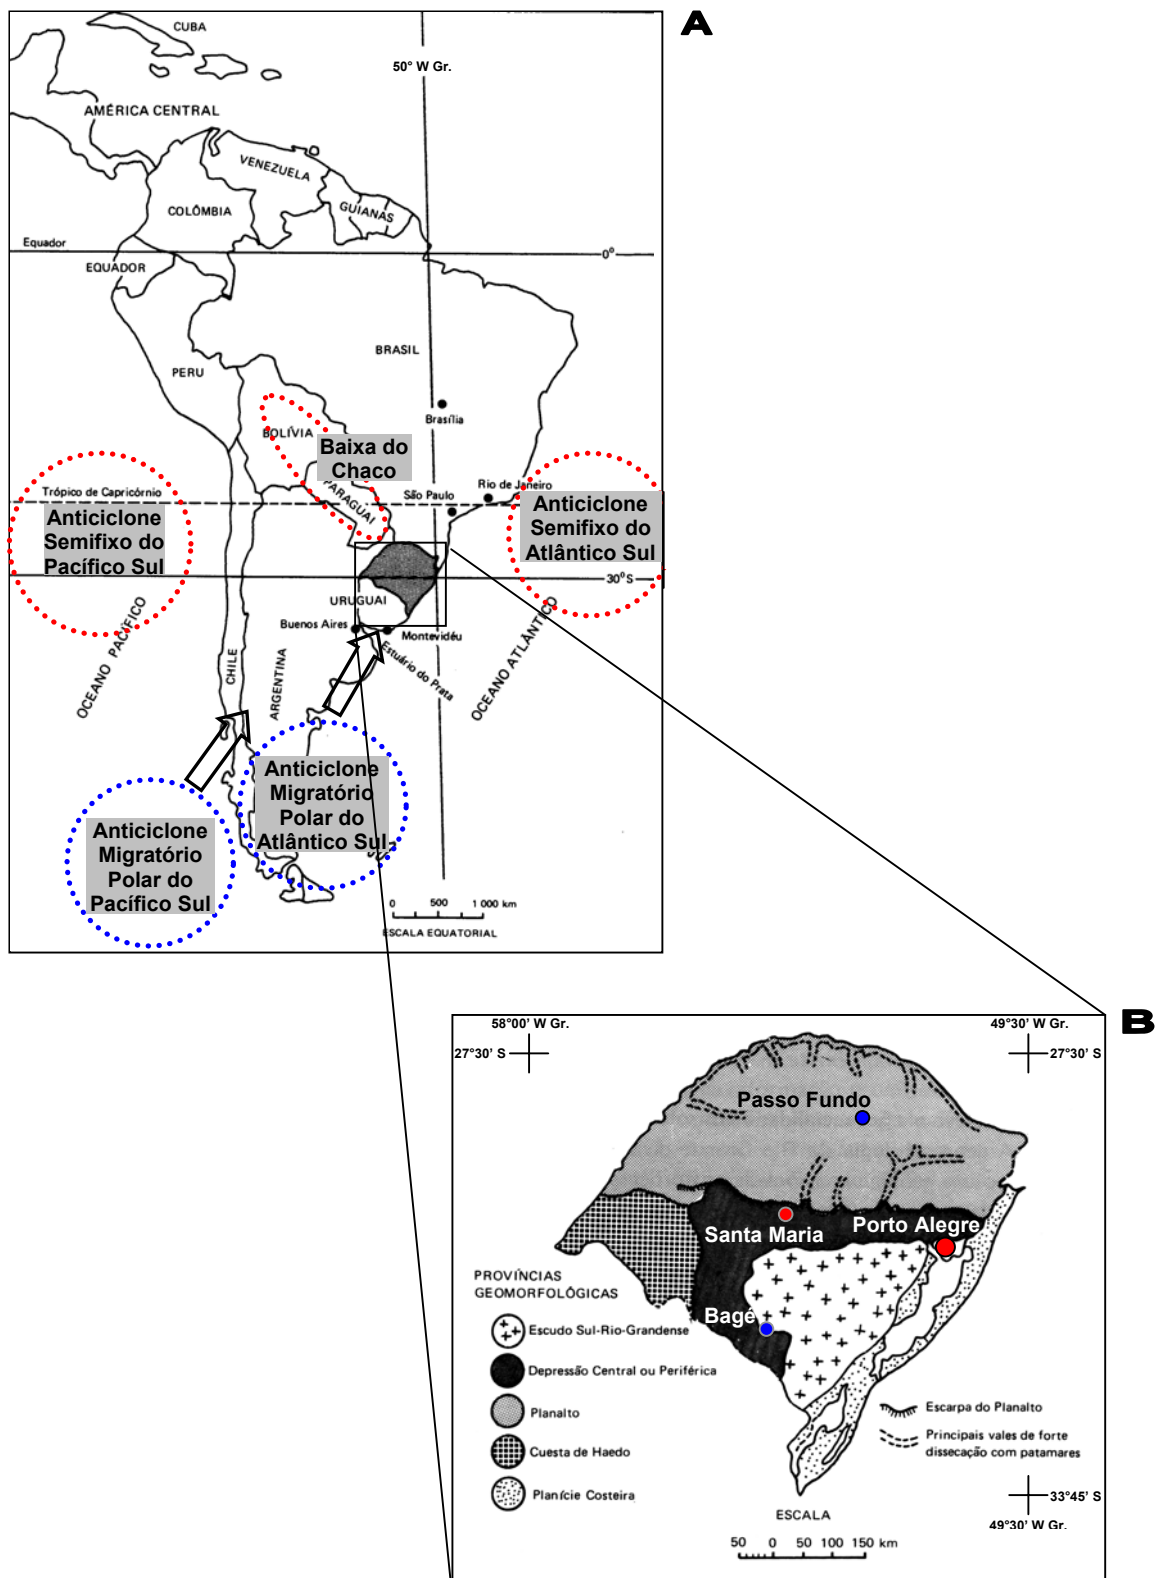 A
CUBA
50° W Gr.
AMÉRICA CENTRAL
VENEZUELA
COLÔMBIA
GUIANAS
Equador
0°
EQUADOR
BRASIL
PERU
Brasília
BOLÍVIA
Baixa do
Chaco
PARAGUAI
Trópico de Capricórnio
São Paulo
Rio de Janeiro
Anticiclone
Semifixo do
Pacífico Sul
Anticiclone
Semifixo do
Atlântico Sul
30°S
URUGUAI
Buenos Aires
Montevidéu
Estuário do Prata
OCEANO PACÍFICO
CHILE
ARGENTINA
OCEANO ATLÂNTICO
Anticiclone
Migratório
Polar do
Atlântico Sul
Anticiclone
Migratório
Polar do
Pacífico Sul
0 500 1 000 km
ESCALA EQUATORIAL
B
58°00' W Gr.
49°30' W Gr.
27°30' S
27°30' S
Passo Fundo
Santa Maria
Porto Alegre
Bagé
PROVÍNCIAS
GEOMORFOLÓGICAS
Escudo Sul-Rio-Grandense
Depressão Central ou Periférica
Planalto
Cuesta de Haedo
Planície Costeira
Escarpa do Planalto
Principais vales de forte
dissecação com patamares
33°45' S
49°30' W Gr.
ESCALA
50 0 50 100 150 km